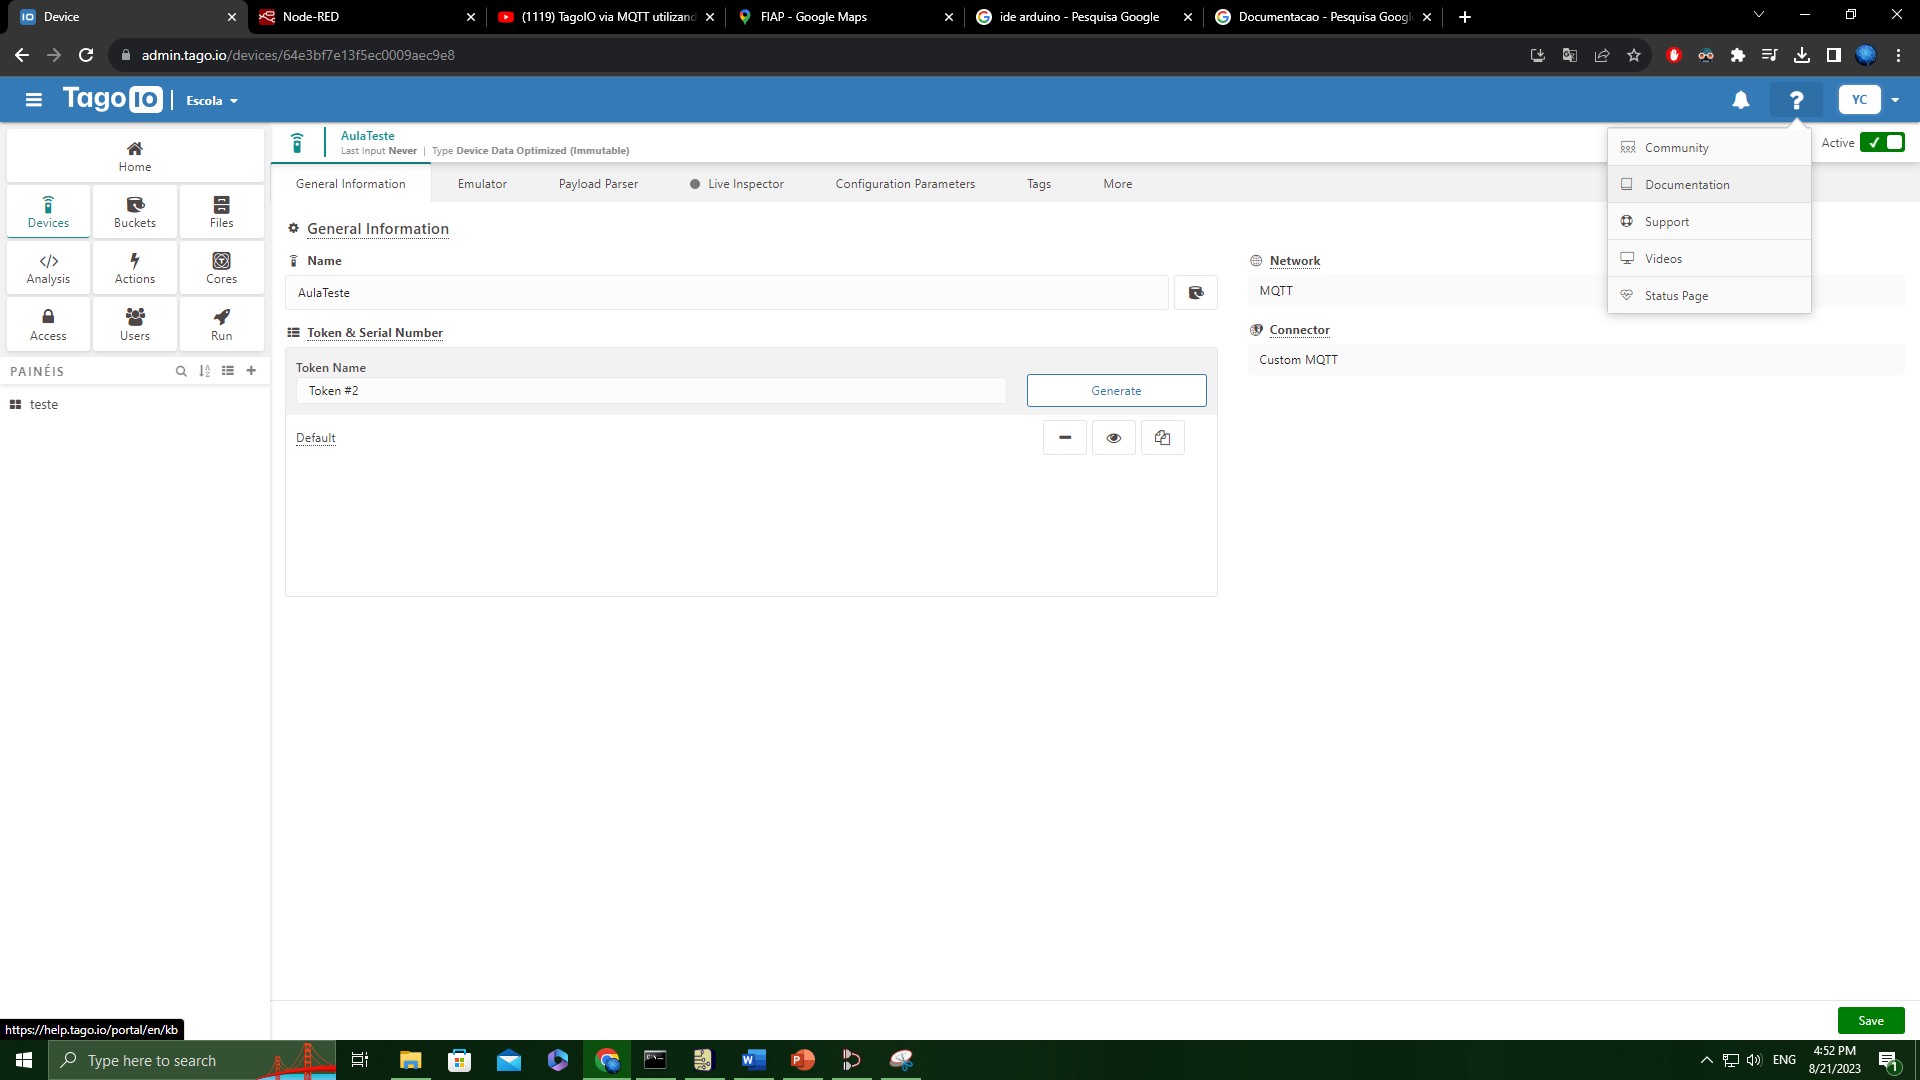 Device
Node-RED
(1119) TagoIO via MQTT utilizand
FIAP - Google Maps
ide arduino - Pesquisa Google
Documentacao - Pesquisa Googl
admin.tago.io/devices/64e3bf7e13f5ec0009aec9e8
Tago IO
Escola
?
YC
Home
Devices
Buckets
Files
Analysis
Actions
Cores
Access
Users
Run
PAINÉIS
teste
AulaTeste
Last Input Never | Type Device Data Optimized (Immutable)
Active
General Information
Emulator
Payload Parser
Live Inspector
Configuration Parameters
Tags
More
Community
Documentation
Support
Videos
Status Page
General Information
Name
AulaTeste
Token & Serial Number
Token Name
Token #2
Generate
Default
Network
MQTT
Connector
Custom MQTT
Save
https://help.tago.io/portal/en/kb
Type here to search
ENG
4:52 PM
8/21/2023
1